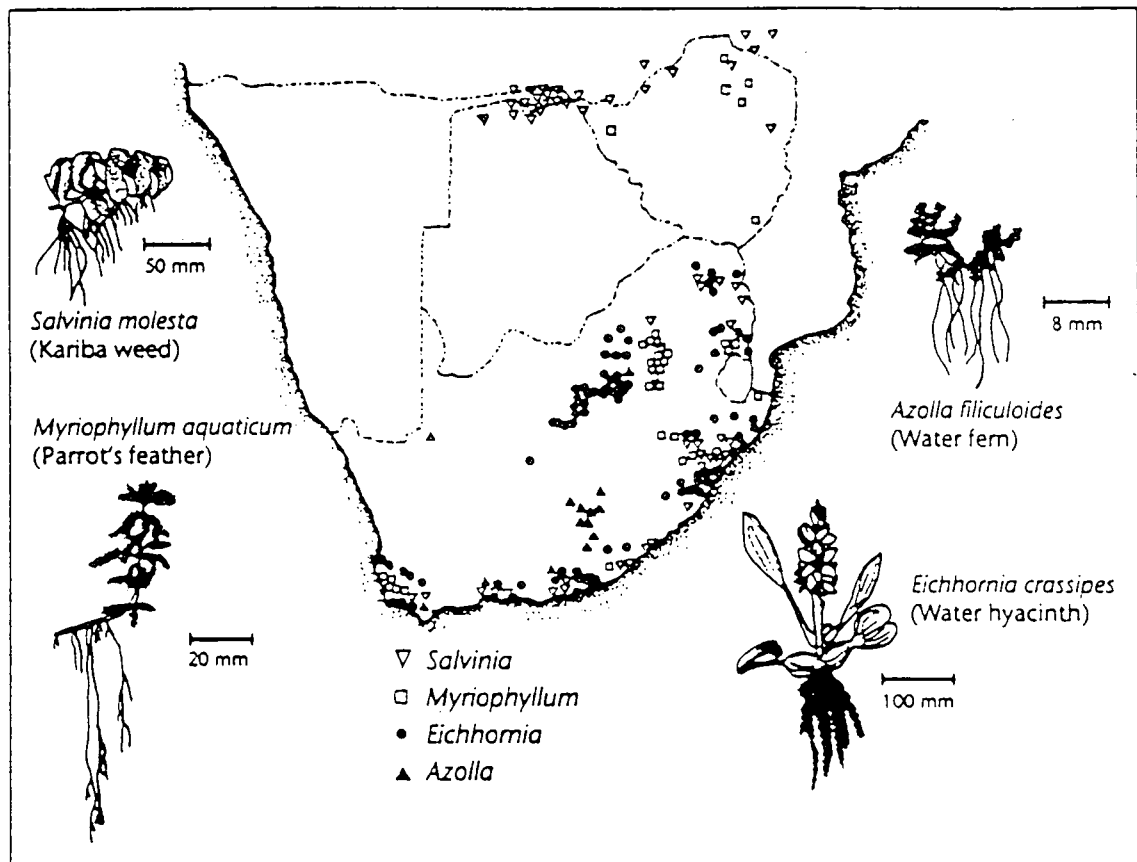 50 mm
Salvinia molesta
(Kariba weed)
Myriophyllum aquaticum
(Parrot's feather)
20 mm
8 mm
Azolla filiculoides
(Water fern)
Eichhornia crassipes
(Water hyacinth)
100 mm
▽ Salvinia
□ Myriophyllum
● Eichhornia
▲ Azolla